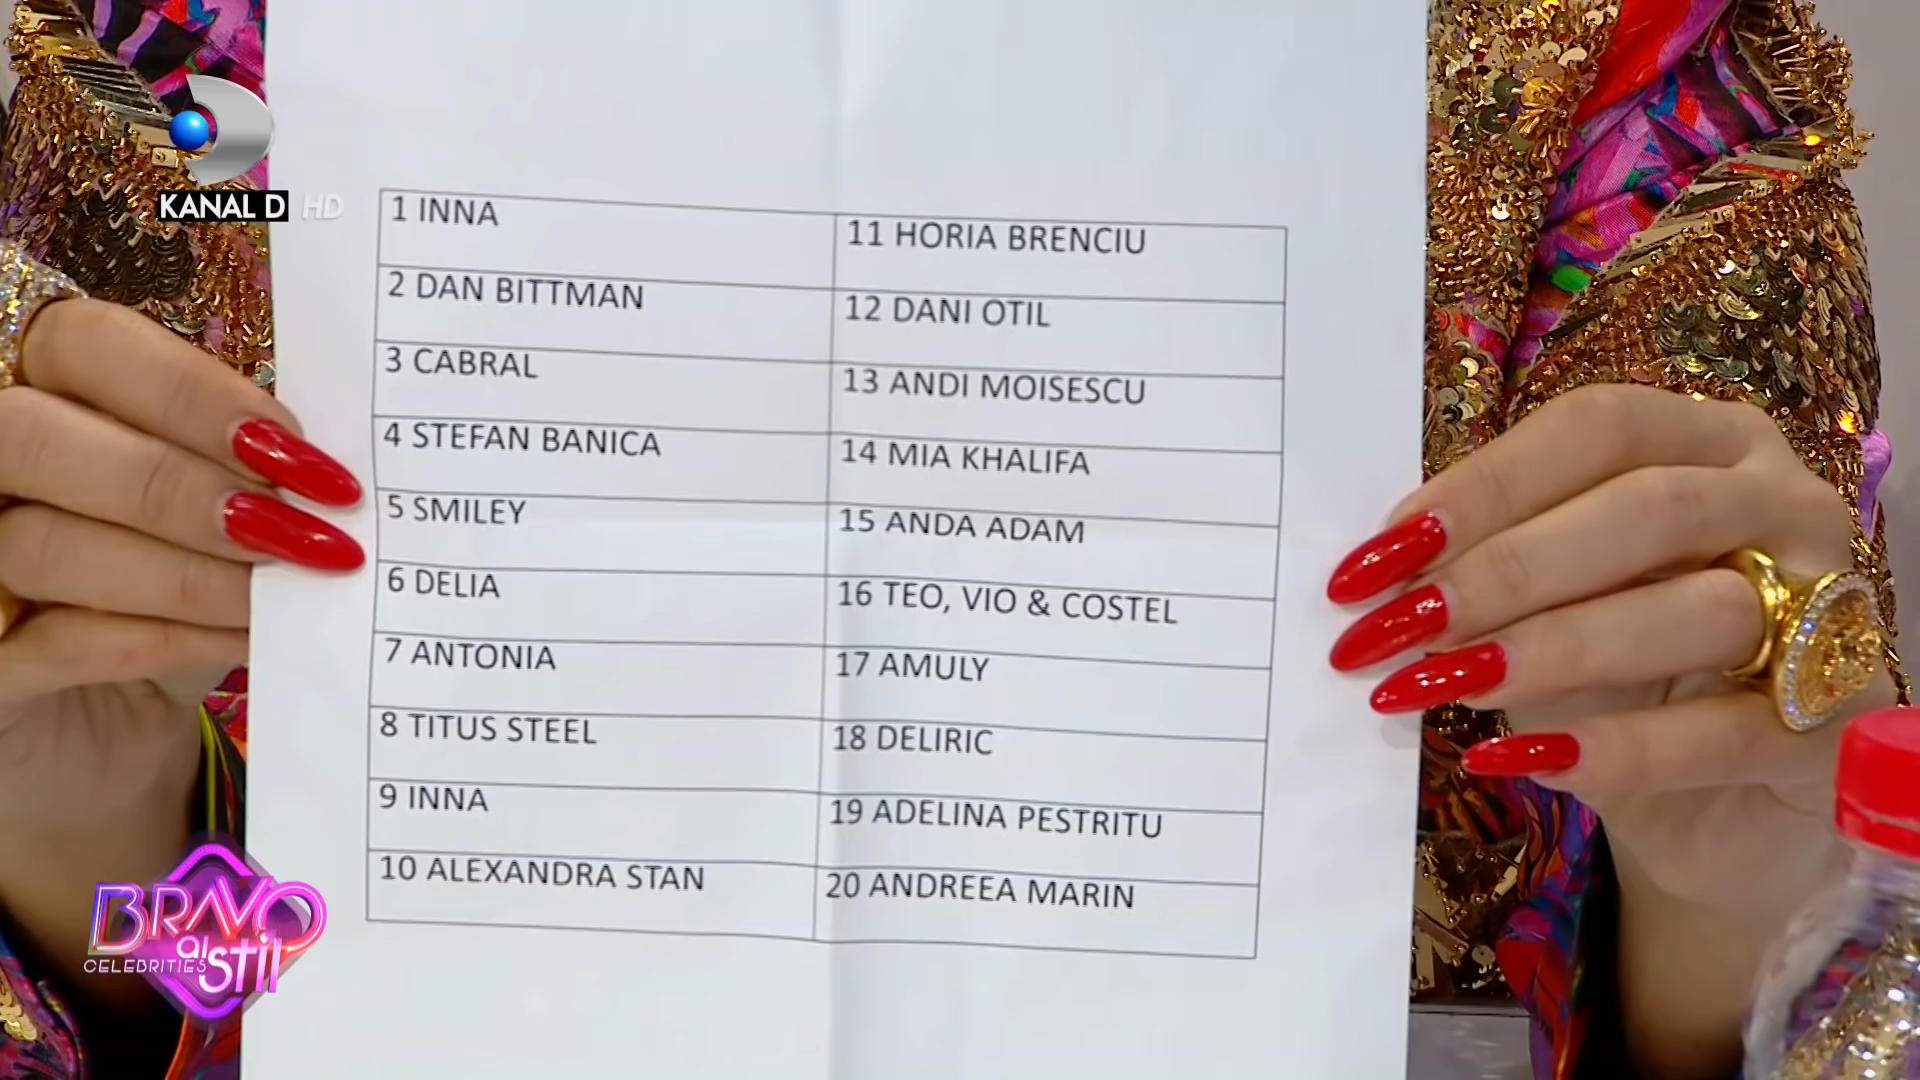 KANAL D HD
1 INNA
2 DAN BITTMAN
3 CABRAL
4 STEFAN BANICA
5 SMILEY
6 DELIA
7 ANTONIA
8 TITUS STEEL
9 INNA
10 ALEXANDRA STAN
11 HORIA BRENCIU
12 DANI OTIL
13 ANDI MOISESCU
14 MIA KHALIFA
15 ANDA ADAM
16 TEO, VIO & COSTEL
17 AMULY
18 DELIRIC
19 ADELINA PESTRITU
20 ANDREEA MARIN
BRAVO
ai STIL
CELEBRITIES